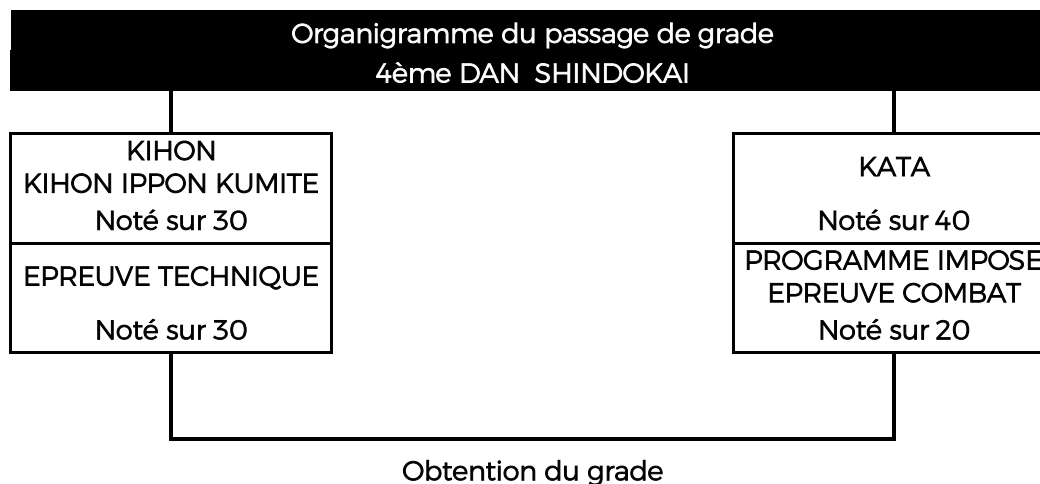 Organigramme du passage de grade
4ème DAN SHINDOKAI
KIHON
KIHON IPPON KUMITE
Noté sur 30
EPREUVE TECHNIQUE
Noté sur 30
KATA
Noté sur 40
PROGRAMME IMPOSE
EPREUVE COMBAT
Noté sur 20
Obtention du grade